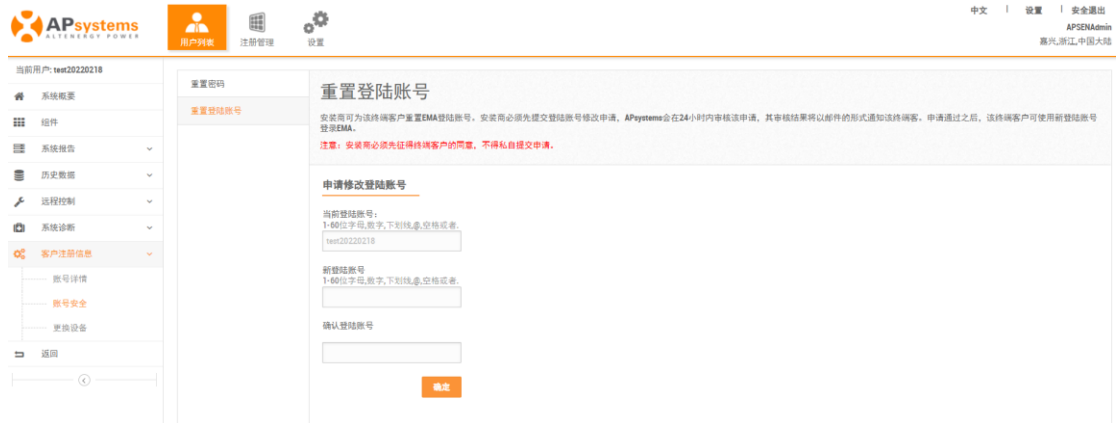 APsystems
ALTENERGY POWER
用户列表
注册管理
设置
中文 | 设置 | 安全退出
APSENAdmin
嘉兴,浙江,中国大陆
当前用户: test20220218
系统概要
组件
系统报告
历史数据
远程控制
系统诊断
客户注册信息
账号详情
账号安全
更换设备
返回
重置密码
重置登陆账号
重置登陆账号
安装商可为该终端客户重置EMA登陆账号。安装商必须先提交登陆账号修改申请，APsystems会在24小时内审核该申请，其审核结果将以邮件的形式通知该终端客。申请通过之后，该终端客户可使用新登陆账号
登录EMA。
注意：安装商必须先征得终端客户的同意，不得私自提交申请。
申请修改登陆账号
当前登陆账号：
1-60位字母,数字,下划线,@,空格或者.
test20220218
新登陆账号
1-60位字母,数字,下划线,@,空格或者.
确认登陆账号
确定